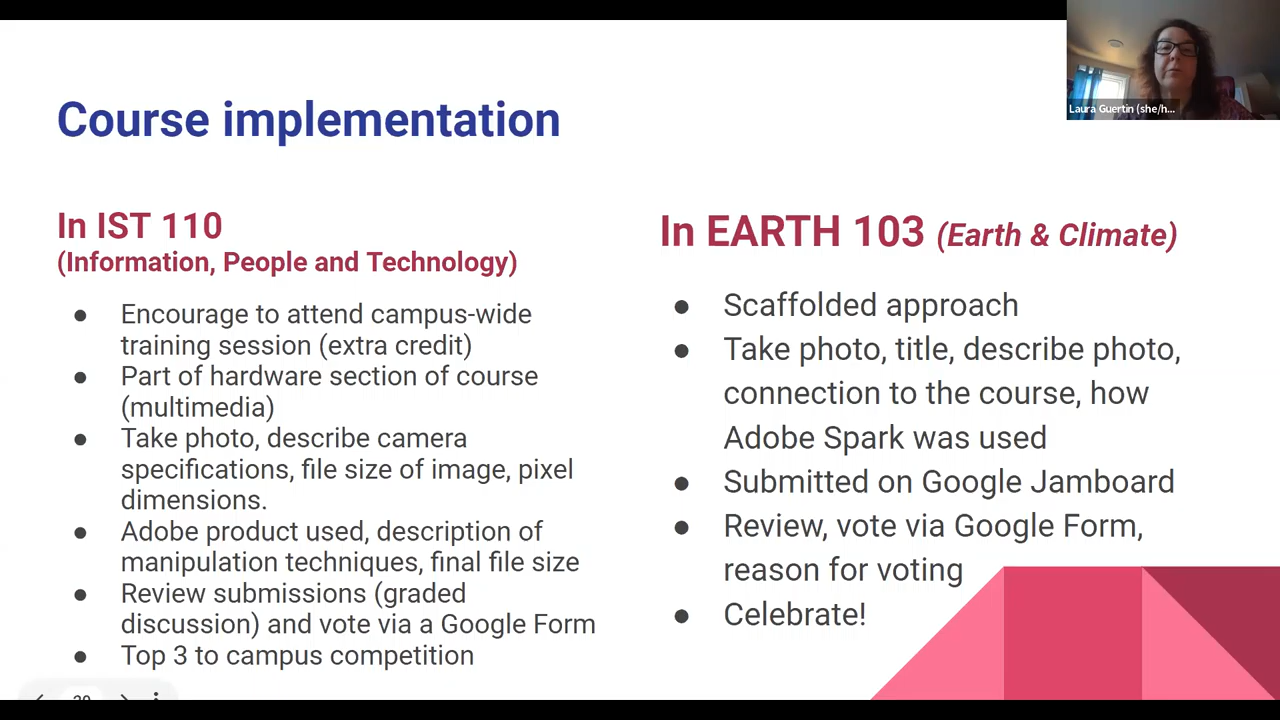 Course implementation
In IST 110
(Information, People and Technology)
● Encourage to attend campus-wide
training session (extra credit)
● Part of hardware section of course
(multimedia)
● Take photo, describe camera
specifications, file size of image, pixel
dimensions.
● Adobe product used, description of
manipulation techniques, final file size
● Review submissions (graded
discussion) and vote via a Google Form
● Top 3 to campus competition
In EARTH 103 (Earth & Climate)
● Scaffolded approach
● Take photo, title, describe photo,
connection to the course, how
Adobe Spark was used
● Submitted on Google Jamboard
● Review, vote via Google Form,
reason for voting
● Celebrate!
Laura Guertin (she/h...